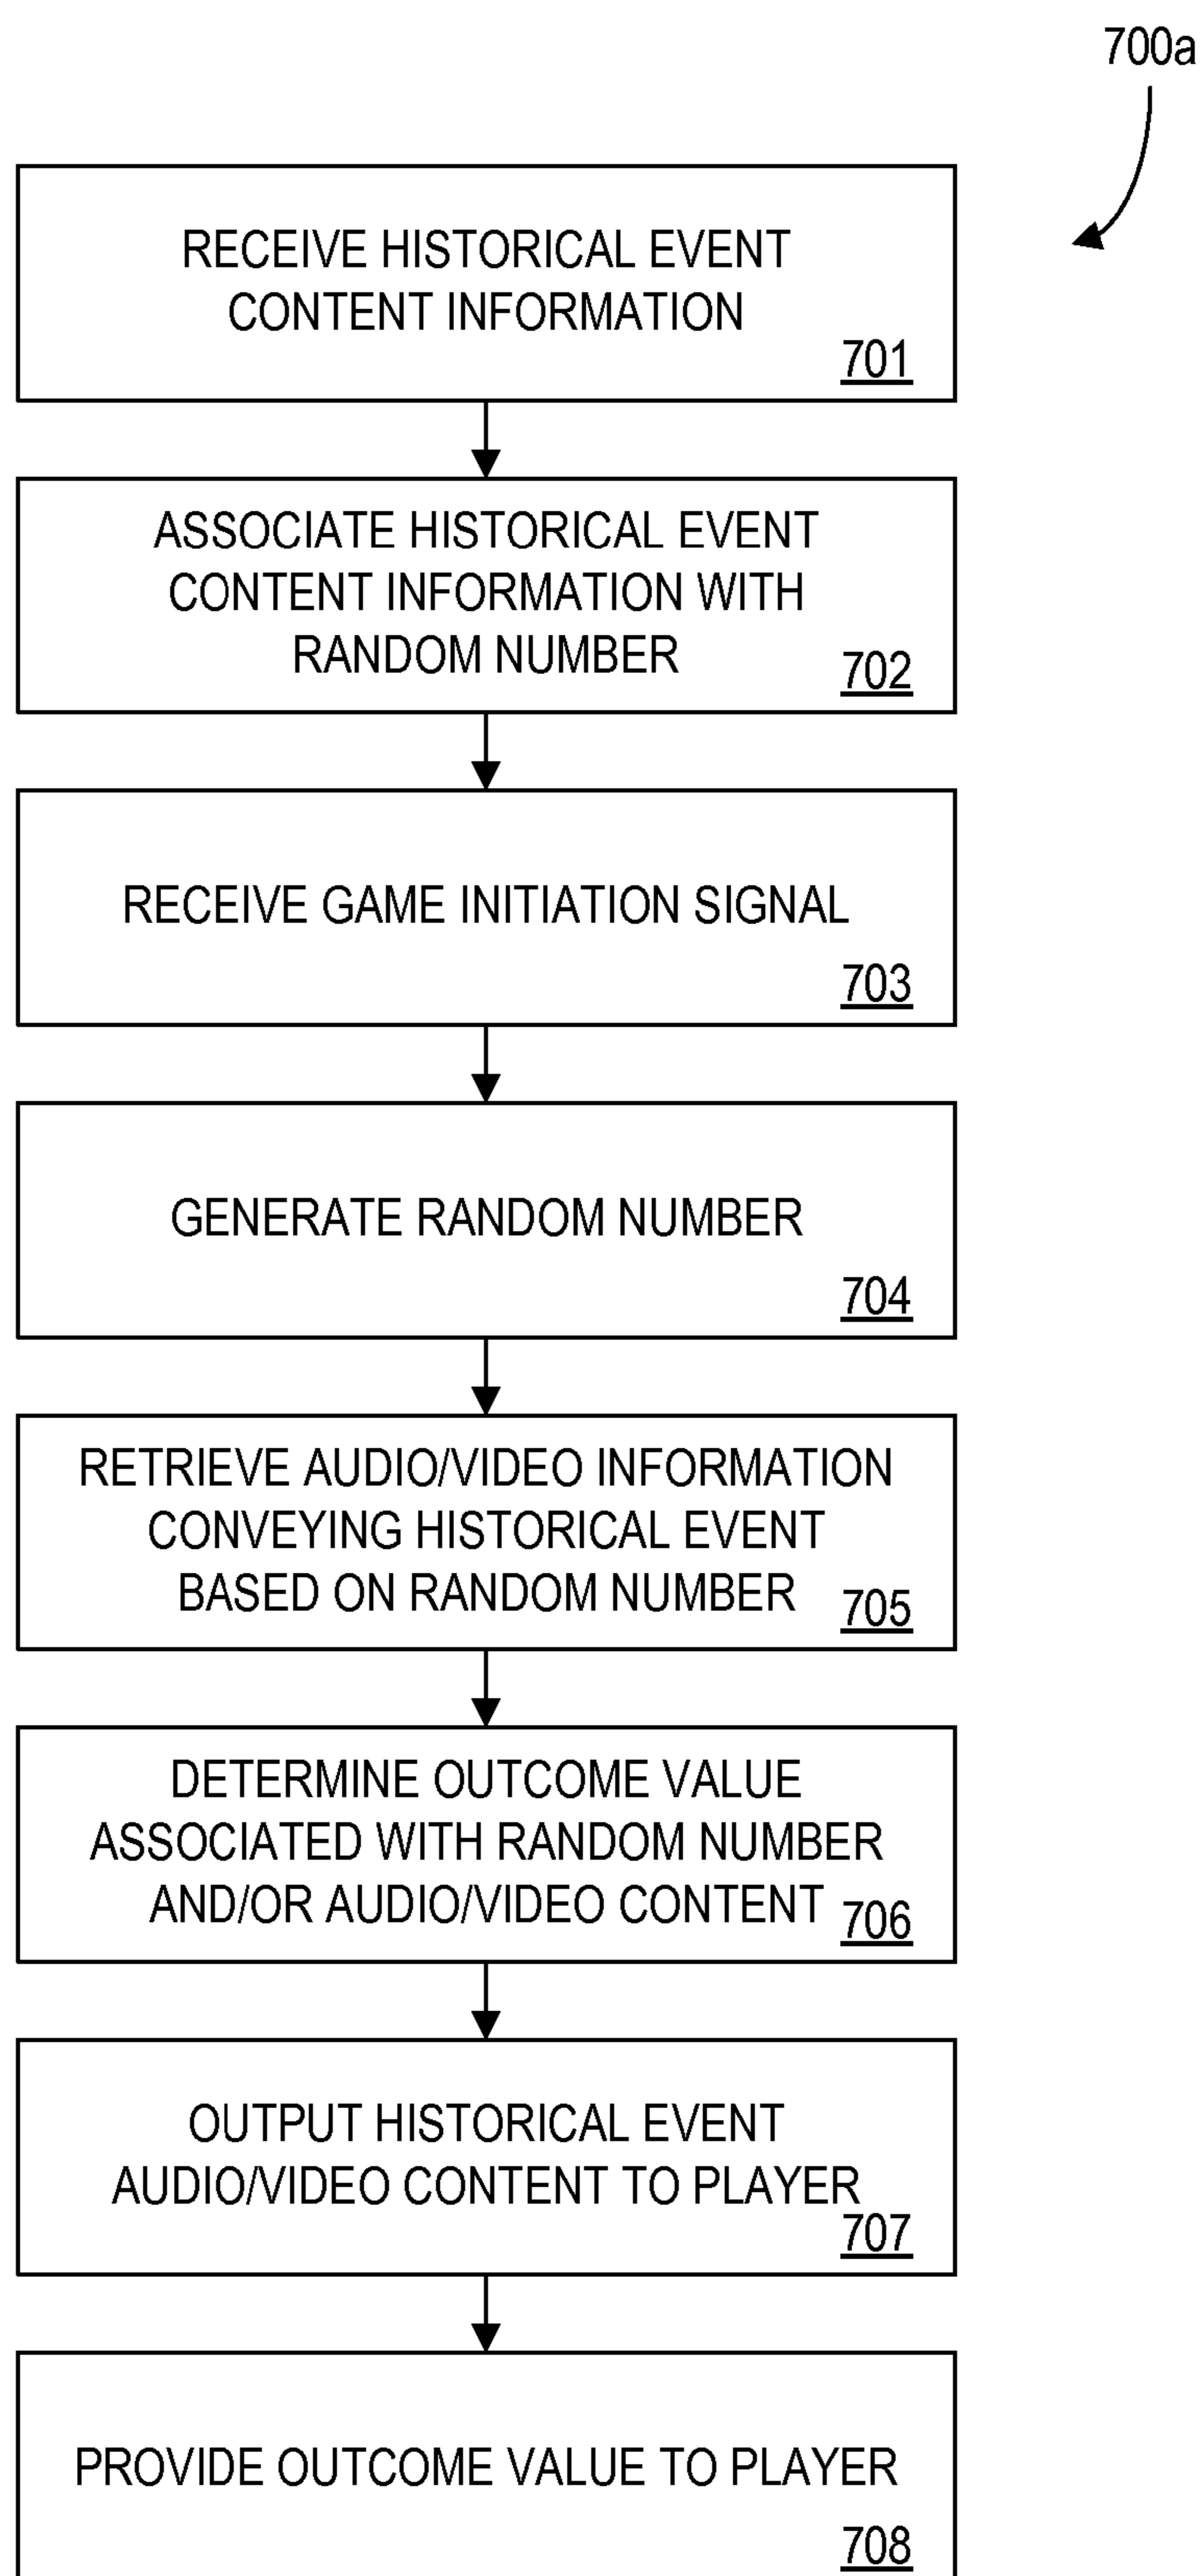 700a
RECEIVE HISTORICAL EVENT
CONTENT INFORMATION
701
ASSOCIATE HISTORICAL EVENT
CONTENT INFORMATION WITH
RANDOM NUMBER
702
RECEIVE GAME INITIATION SIGNAL
703
GENERATE RANDOM NUMBER
704
RETRIEVE AUDIO/VIDEO INFORMATION
CONVEYING HISTORICAL EVENT
BASED ON RANDOM NUMBER
705
DETERMINE OUTCOME VALUE
ASSOCIATED WITH RANDOM NUMBER
AND/OR AUDIO/VIDEO CONTENT
706
OUTPUT HISTORICAL EVENT
AUDIO/VIDEO CONTENT TO PLAYER
707
PROVIDE OUTCOME VALUE TO PLAYER
708